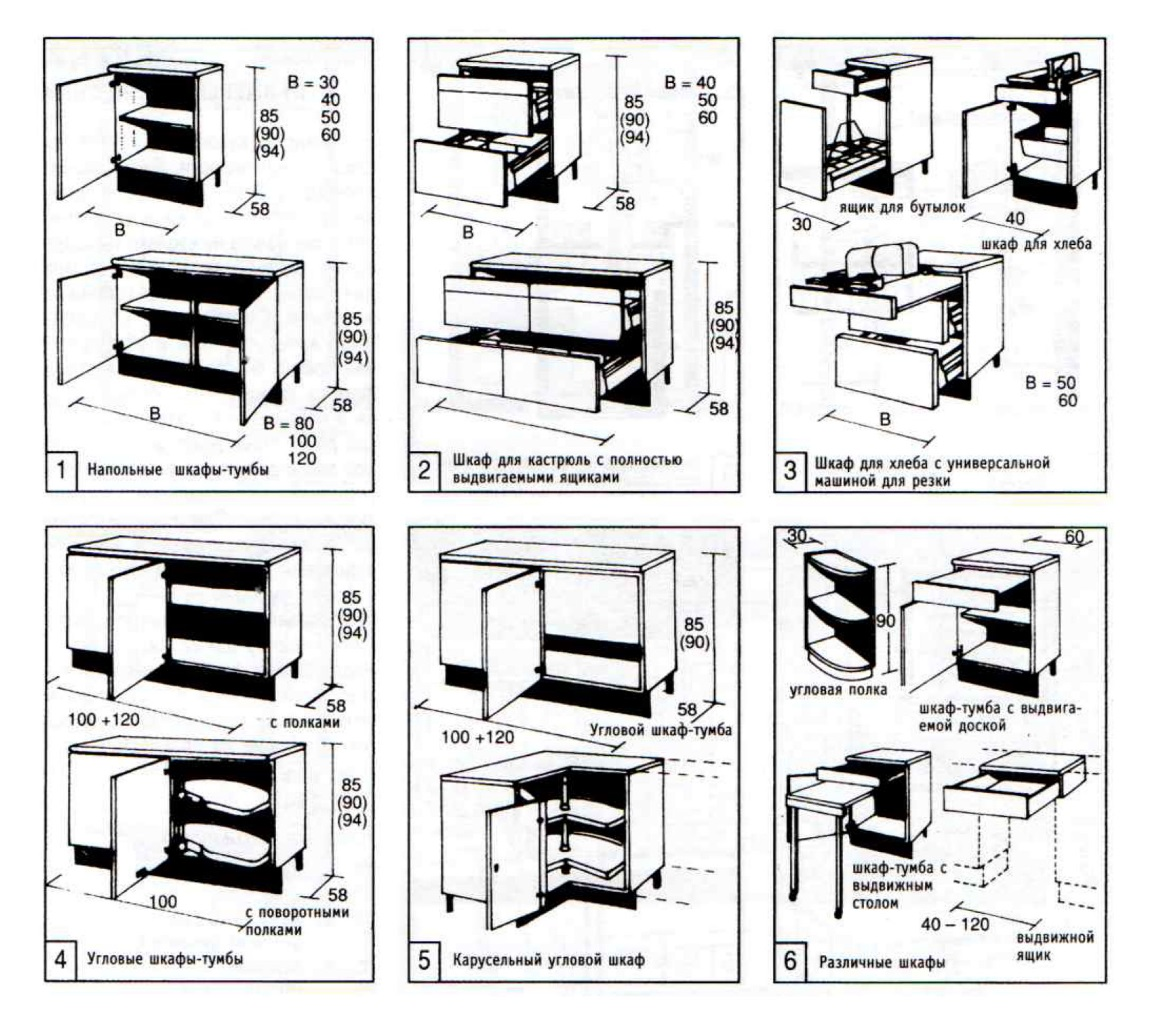 B = 30
40
50
60
85
(90)
(94)
58
B
85
(90)
(94)
58
B
B = 80
100
120
1 Напольные шкафы-тумбы
B = 40
50
60
85
(90)
(94)
58
B
85
(90)
(94)
58
2 Шкаф для кастрюль с полностью
выдвигаемыми ящиками
ящик для бутылок
30
40
шкаф для хлеба
B = 50
60
B
3 Шкаф для хлеба с универсальной
машиной для резки
85
(90)
(94)
58
100 +120
с полками
85
(90)
(94)
58
100
с поворотными
полками
4 Угловые шкафы-тумбы
85
(90)
58
100 +120
Угловой шкаф-тумба
5 Карусельный угловой шкаф
30
60
90
угловая полка
шкаф-тумба с выдвига-
емой доской
шкаф-тумба с
выдвижным
столом
40 – 120
выдвижной
ящик
6 Различные шкафы